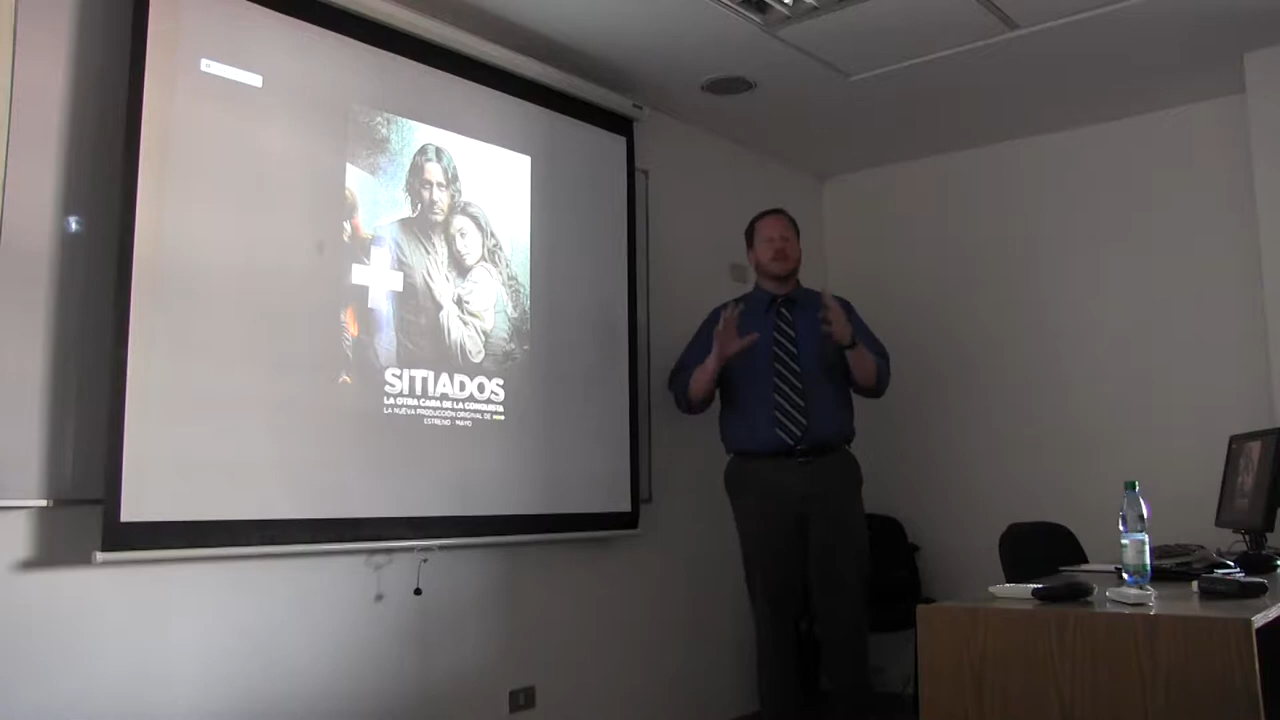 SITIADOS
LA OTRA CARA DE LA CONQUISTA
LA NUEVA PRODUCCIÓN ORIGINAL DE
ESTRENO - MAYO